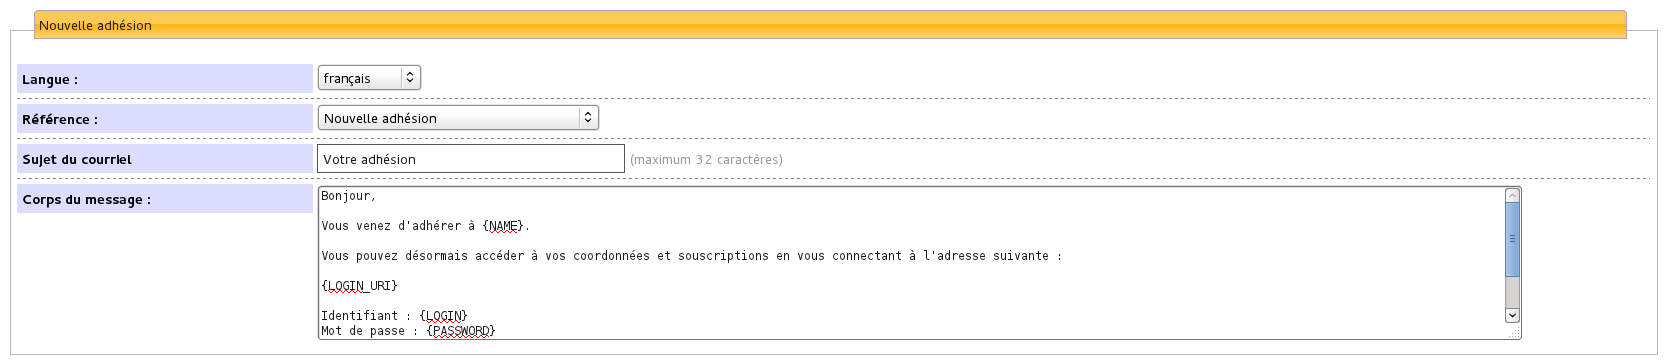 Nouvelle adhésion
Langue :
français
Référence :
Nouvelle adhésion
Sujet du courriel
Votre adhésion
(maximum 32 caractères)
Corps du message :
Bonjour,
Vous venez d'adhérer à {NAME}.
Vous pouvez désormais accéder à vos coordonnées et souscriptions en vous connectant à l'adresse suivante :
{LOGIN_URI}
Identifiant : {LOGIN}
Mot de passe : {PASSWORD}